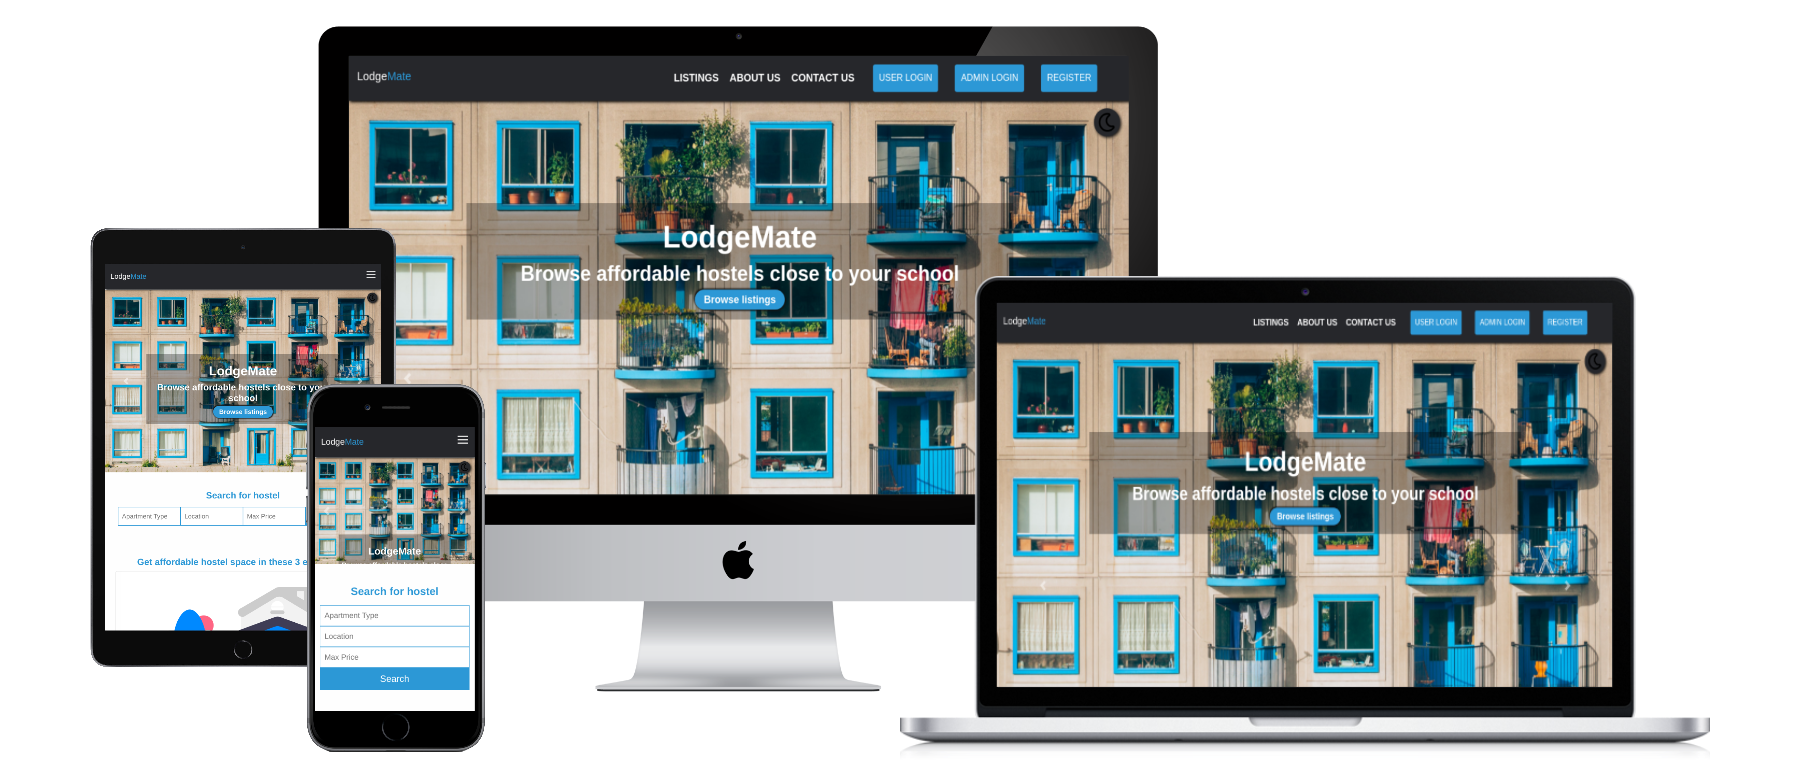 LodgeMate
LISTINGS ABOUT US CONTACT US USER LOGIN ADMIN LOGIN REGISTER
LodgeMate
Browse affordable hostels close to your school
Browse listings
LodgeMate
LodgeMate
Browse affordable hostels close to you
school
Browse listings
Search for hostel
Apartment Type Location Max Price
Get affordable hostel space in these 3 e
LodgeMate
LodgeMate
Search for hostel
Apartment Type
Location
Max Price
Search
LodgeMate
LISTINGS ABOUT US CONTACT US USER LOGIN ADMIN LOGIN REGISTER
LodgeMate
Browse affordable hostels close to your school
Browse listings